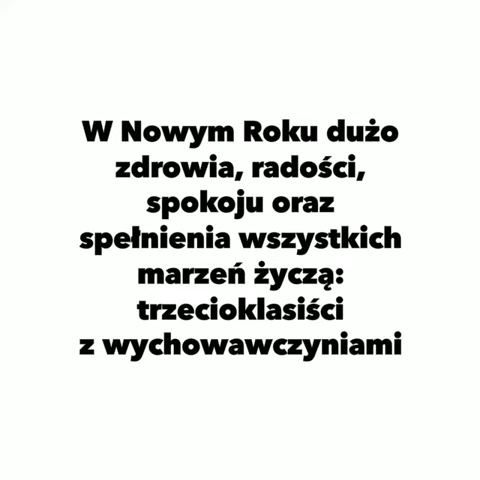 W Nowym Roku dużo
zdrowia, radości,
spokoju oraz
spełnienia wszystkich
marzeń życzą:
trzecioklasiści
z wychowawczyniami